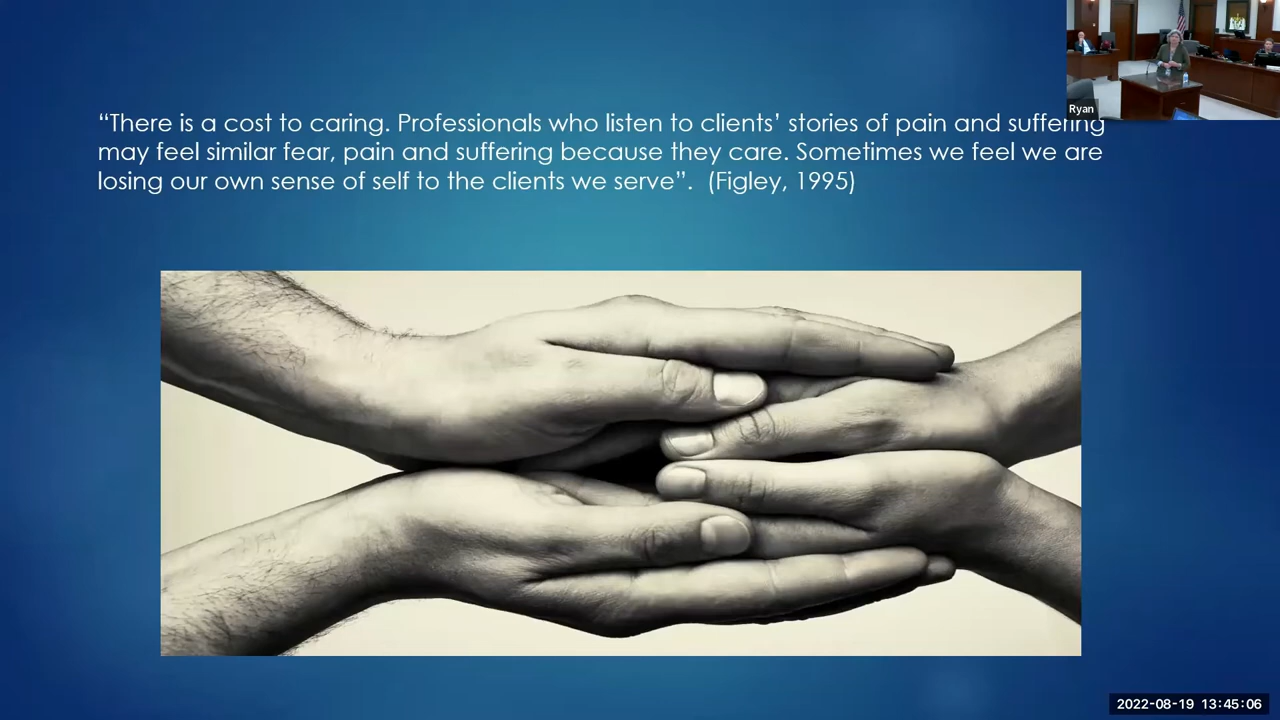 “There is a cost to caring. Professionals who listen to clients’ stories of pain and suffering
may feel similar fear, pain and suffering because they care. Sometimes we feel we are
losing our own sense of self to the clients we serve”.  (Figley, 1995)
Ryan
2022-08-19 13:45:06